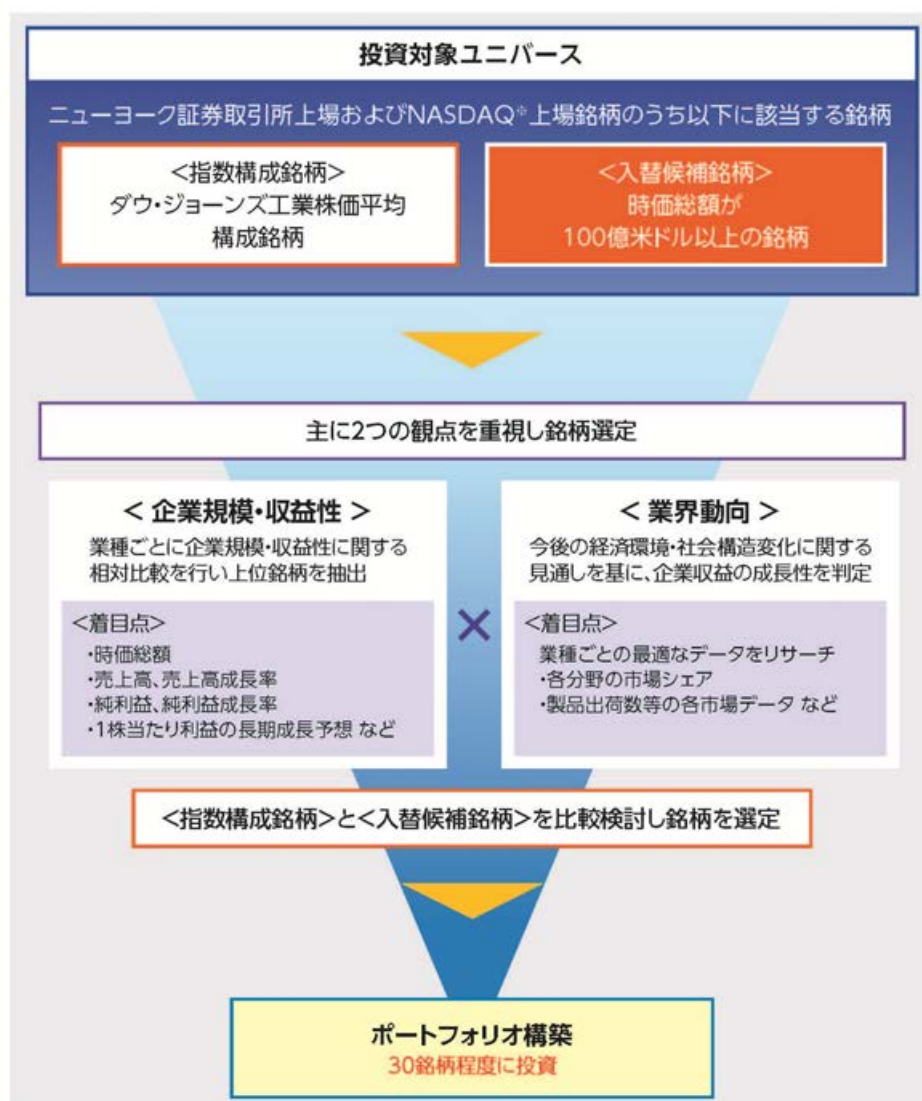 投資対象ユニバース
ニューヨーク証券取引所上場およびNASDAQ※上場銘柄のうち以下に該当する銘柄
＜指数構成銘柄＞
ダウ・ジョーンズ工業株価平均
構成銘柄
＜入替候補銘柄＞
時価総額が
100億米ドル以上の銘柄
主に2つの観点を重視し銘柄選定
＜ 企業規模・収益性 ＞
業種ごとに企業規模・収益性に関する
相対比較を行い上位銘柄を抽出
＜着目点＞
・時価総額
・売上高、売上高成長率
・純利益、純利益成長率
・1株当たり利益の長期成長予想 など
×
＜ 業界動向 ＞
今後の経済環境・社会構造変化に関する
見通しを基に、企業収益の成長性を判定
＜着目点＞
業種ごとの最適なデータをリサーチ
・各分野の市場シェア
・製品出荷数等の各市場データ など
＜指数構成銘柄＞と＜入替候補銘柄＞を比較検討し銘柄を選定
ポートフォリオ構築
30銘柄程度に投資